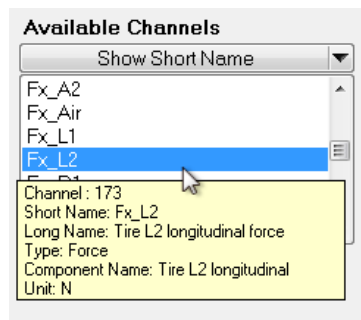 Available Channels
Show Short Name
Fx_A2
Fx_Air
Fx_L1
Fx_L2
Channel : 173
Short Name: Fx_L2
Long Name: Tire L2 longitudinal force
Type: Force
Component Name: Tire L2 longitudinal
Unit: N